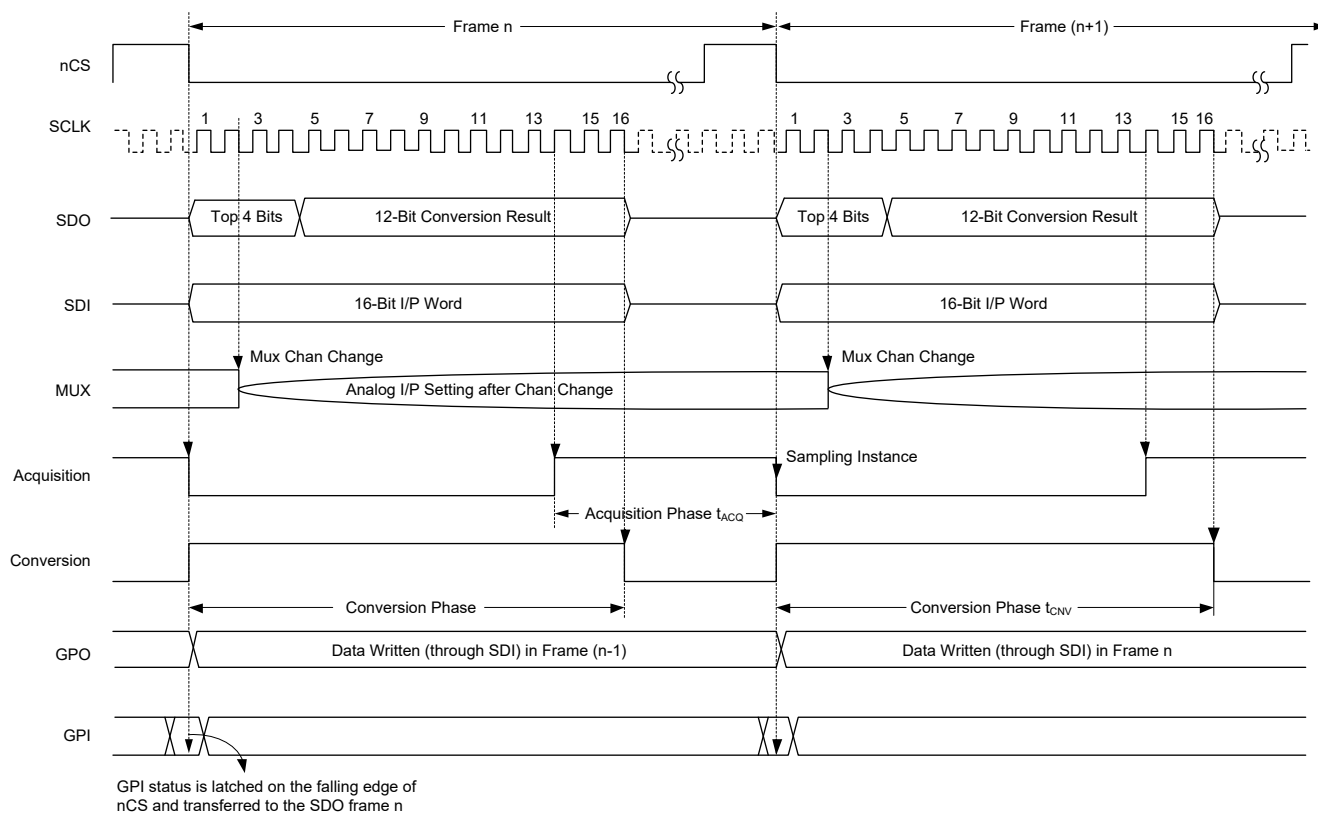 Frame n
Frame (n+1)
nCS
1 3 5 7 9 11 13 15 16
1 3 5 7 9 11 13 15 16
SCLK
SDO
Top 4 Bits
12-Bit Conversion Result
Top 4 Bits
12-Bit Conversion Result
SDI
16-Bit I/P Word
16-Bit I/P Word
Mux Chan Change
Mux Chan Change
MUX
Analog I/P Setting after Chan Change
Sampling Instance
Acquisition
Acquisition Phase tACQ
Conversion
Conversion Phase
Conversion Phase tCNV
GPO
Data Written (through SDI) in Frame (n-1)
Data Written (through SDI) in Frame n
GPI
GPI status is latched on the falling edge of
nCS and transferred to the SDO frame n